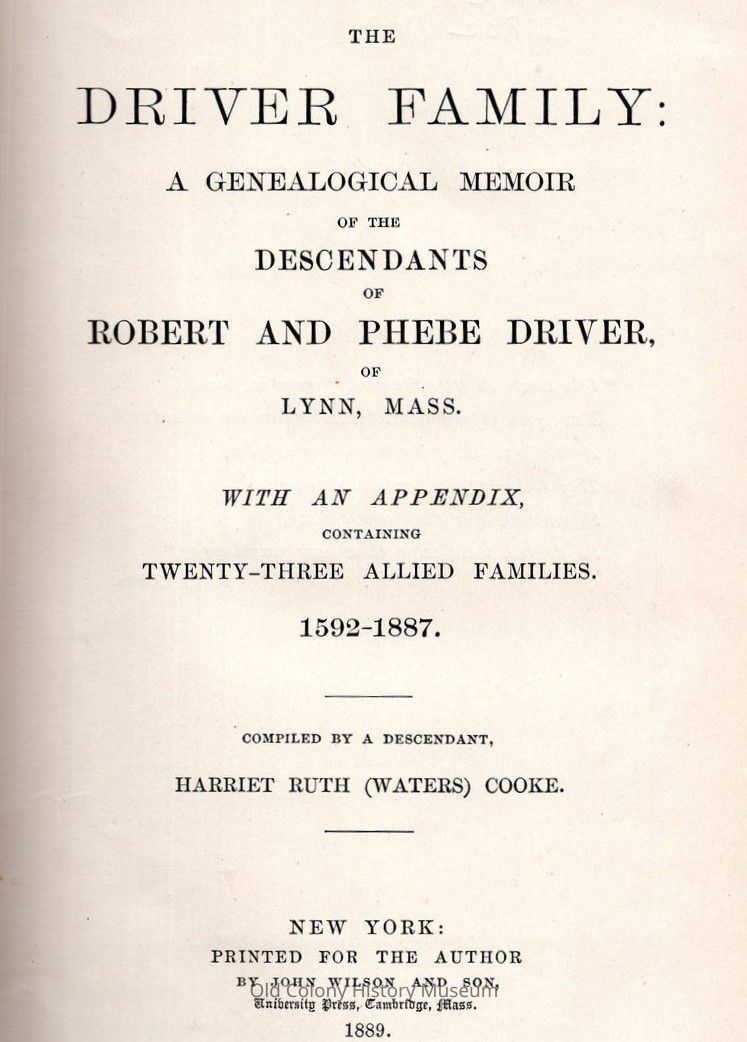 THE
DRIVER FAMILY:
A GENEALOGICAL MEMOIR
OF THE
DESCENDANTS
OF
ROBERT AND PHEBE DRIVER,
OF
LYNN, MASS.
WITH AN APPENDIX,
CONTAINING
TWENTY-THREE ALLIED FAMILIES.
1592-1887.
COMPILED BY A DESCENDANT,
HARRIET RUTH (WATERS) COOKE.
NEW YORK:
PRINTED FOR THE AUTHOR
BY JOHN WILSON AND SON,
Old Colony History Museum
University Press, Cambridge, Mass.
1889.